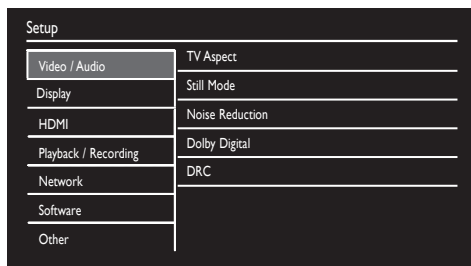 Setup
Video / Audio
Display
HDMI
Playback / Recording
Network
Software
Other
TV Aspect
Still Mode
Noise Reduction
Dolby Digital
DRC